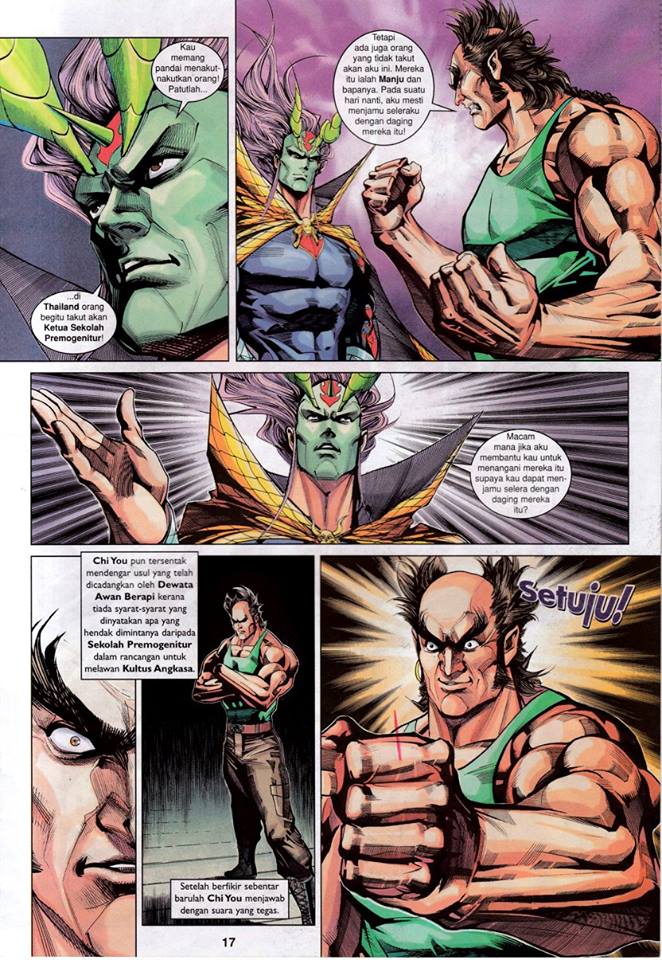 Kau
memang
pandai menakut-
nakutkan orang!
Patutlah...
...di
Thailand orang
begitu takut akan
Ketua Sekolah
Premogenitur!
Tetapi
ada juga orang
yang tidak takut
akan aku ini. Mereka
itu ialah Manju dan
bapanya. Pada suatu
hari nanti, aku mesti
menjamu seleraku
dengan daging
mereka itu!
Macam
mana jika aku
membantu kau untuk
menangani mereka itu
supaya kau dapat men-
jamu selera dengan
daging mereka
itu?
Chi You pun tersentak
mendengar usul yang telah
dicadangkan oleh Dewata
Awan Berapi kerana
tiada syarat-syarat yang
dinyatakan apa yang
hendak dimintanya daripada
Sekolah Premogenitur
dalam rancangan untuk
melawan Kultus Angkasa.
Setelah berfikir sebentar
barulah Chi You menjawab
dengan suara yang tegas.
Setuju!
17